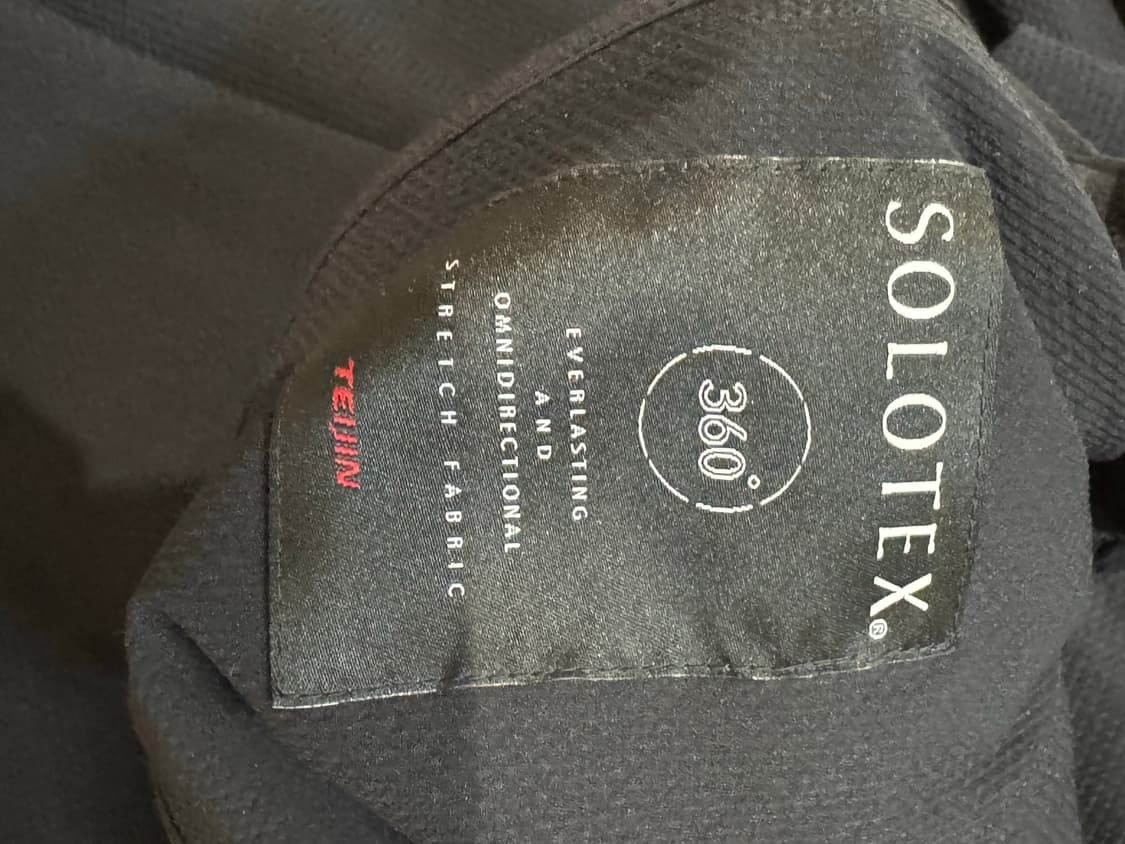 SOLOTEX®
360°
EVERLASTING
AND
OMNIDIRECTIONAL
STRETCH FABRIC
TEIJIN